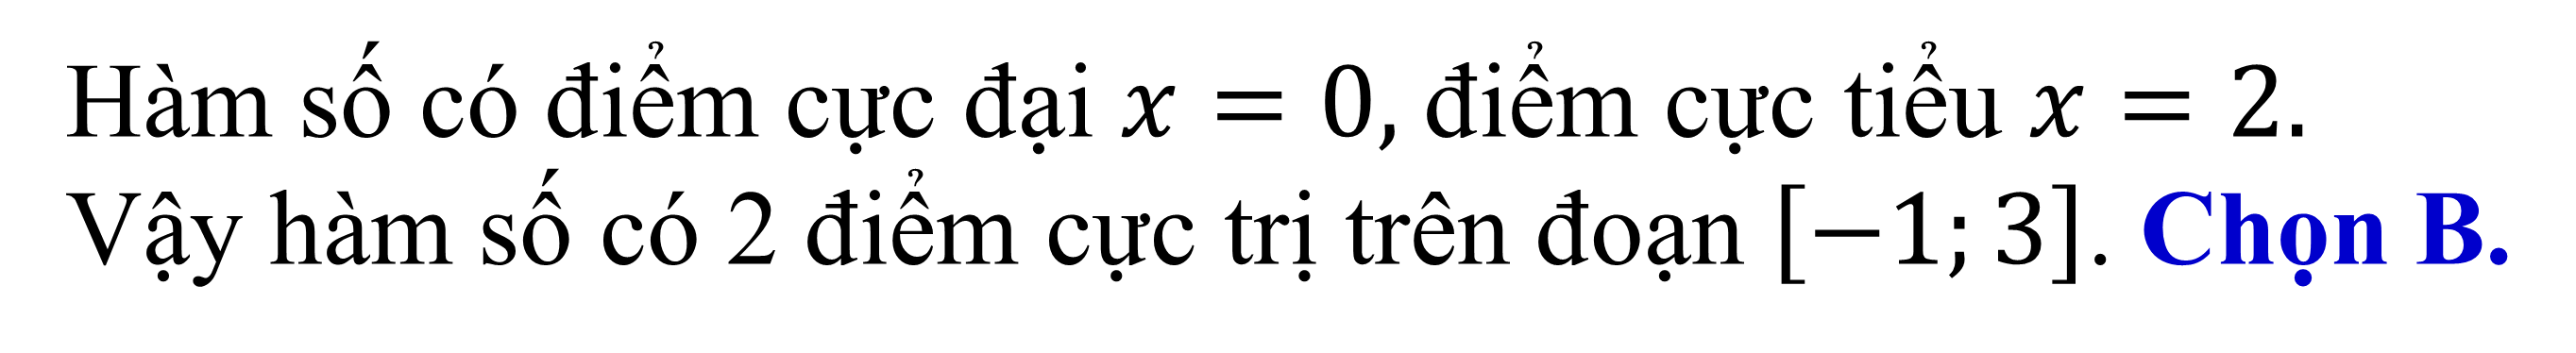 Hàm số có điểm cực đại x = 0, điểm cực tiểu x = 2.
Vậy hàm số có 2 điểm cực trị trên đoạn [−1; 3]. Chọn B.